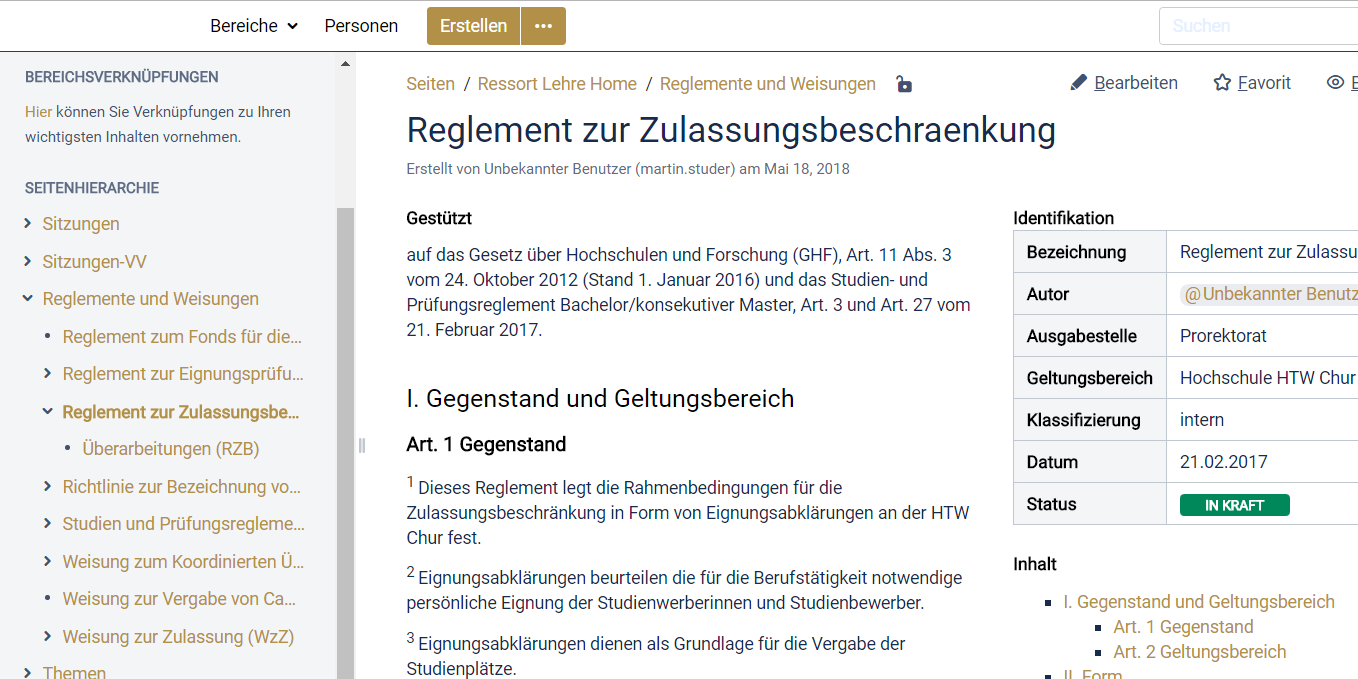 Bereiche Personen Erstellen ••• Suchen
BEREICHSVERKNÜPFUNGEN
Hier können Sie Verknüpfungen zu Ihren
wichtigsten Inhalten vornehmen.
SEITENHIERARCHIE
Sitzungen
Sitzungen-VV
Reglemente und Weisungen
Reglement zum Fonds für die...
Reglement zur Eignungsprüfu...
Reglement zur Zulassungsbe...
Überarbeitungen (RZB)
Richtlinie zur Bezeichnung vo...
Studien und Prüfungsregleme...
Weisung zum Koordinierten Ü...
Weisung zur Vergabe von Ca...
Weisung zur Zulassung (WzZ)
Themen
Seiten / Ressort Lehre Home / Reglemente und Weisungen
Bearbeiten Favorit
Reglement zur Zulassungsbeschraenkung
Erstellt von Unbekannter Benutzer (martin.studer) am Mai 18, 2018
Gestützt
auf das Gesetz über Hochschulen und Forschung (GHF), Art. 11 Abs. 3
vom 24. Oktober 2012 (Stand 1. Januar 2016) und das Studien- und
Prüfungsreglement Bachelor/konsekutiver Master, Art. 3 und Art. 27 vom
21. Februar 2017.
I. Gegenstand und Geltungsbereich
Art. 1 Gegenstand
1 Dieses Reglement legt die Rahmenbedingungen für die
Zulassungsbeschränkung in Form von Eignungsabklärungen an der HTW
Chur fest.
2 Eignungsabklärungen beurteilen die für die Berufstätigkeit notwendige
persönliche Eignung der Studienwerberinnen und Studienbewerber.
3 Eignungsabklärungen dienen als Grundlage für die Vergabe der
Studienplätze.
Identifikation
Bezeichnung Reglement zur Zulassu
Autor @Unbekannter Benutz
Ausgabestelle Prorektorat
Geltungsbereich Hochschule HTW Chur
Klassifizierung intern
Datum 21.02.2017
Status IN KRAFT
Inhalt
I. Gegenstand und Geltungsbereich
Art. 1 Gegenstand
Art. 2 Geltungsbereich
II. Form